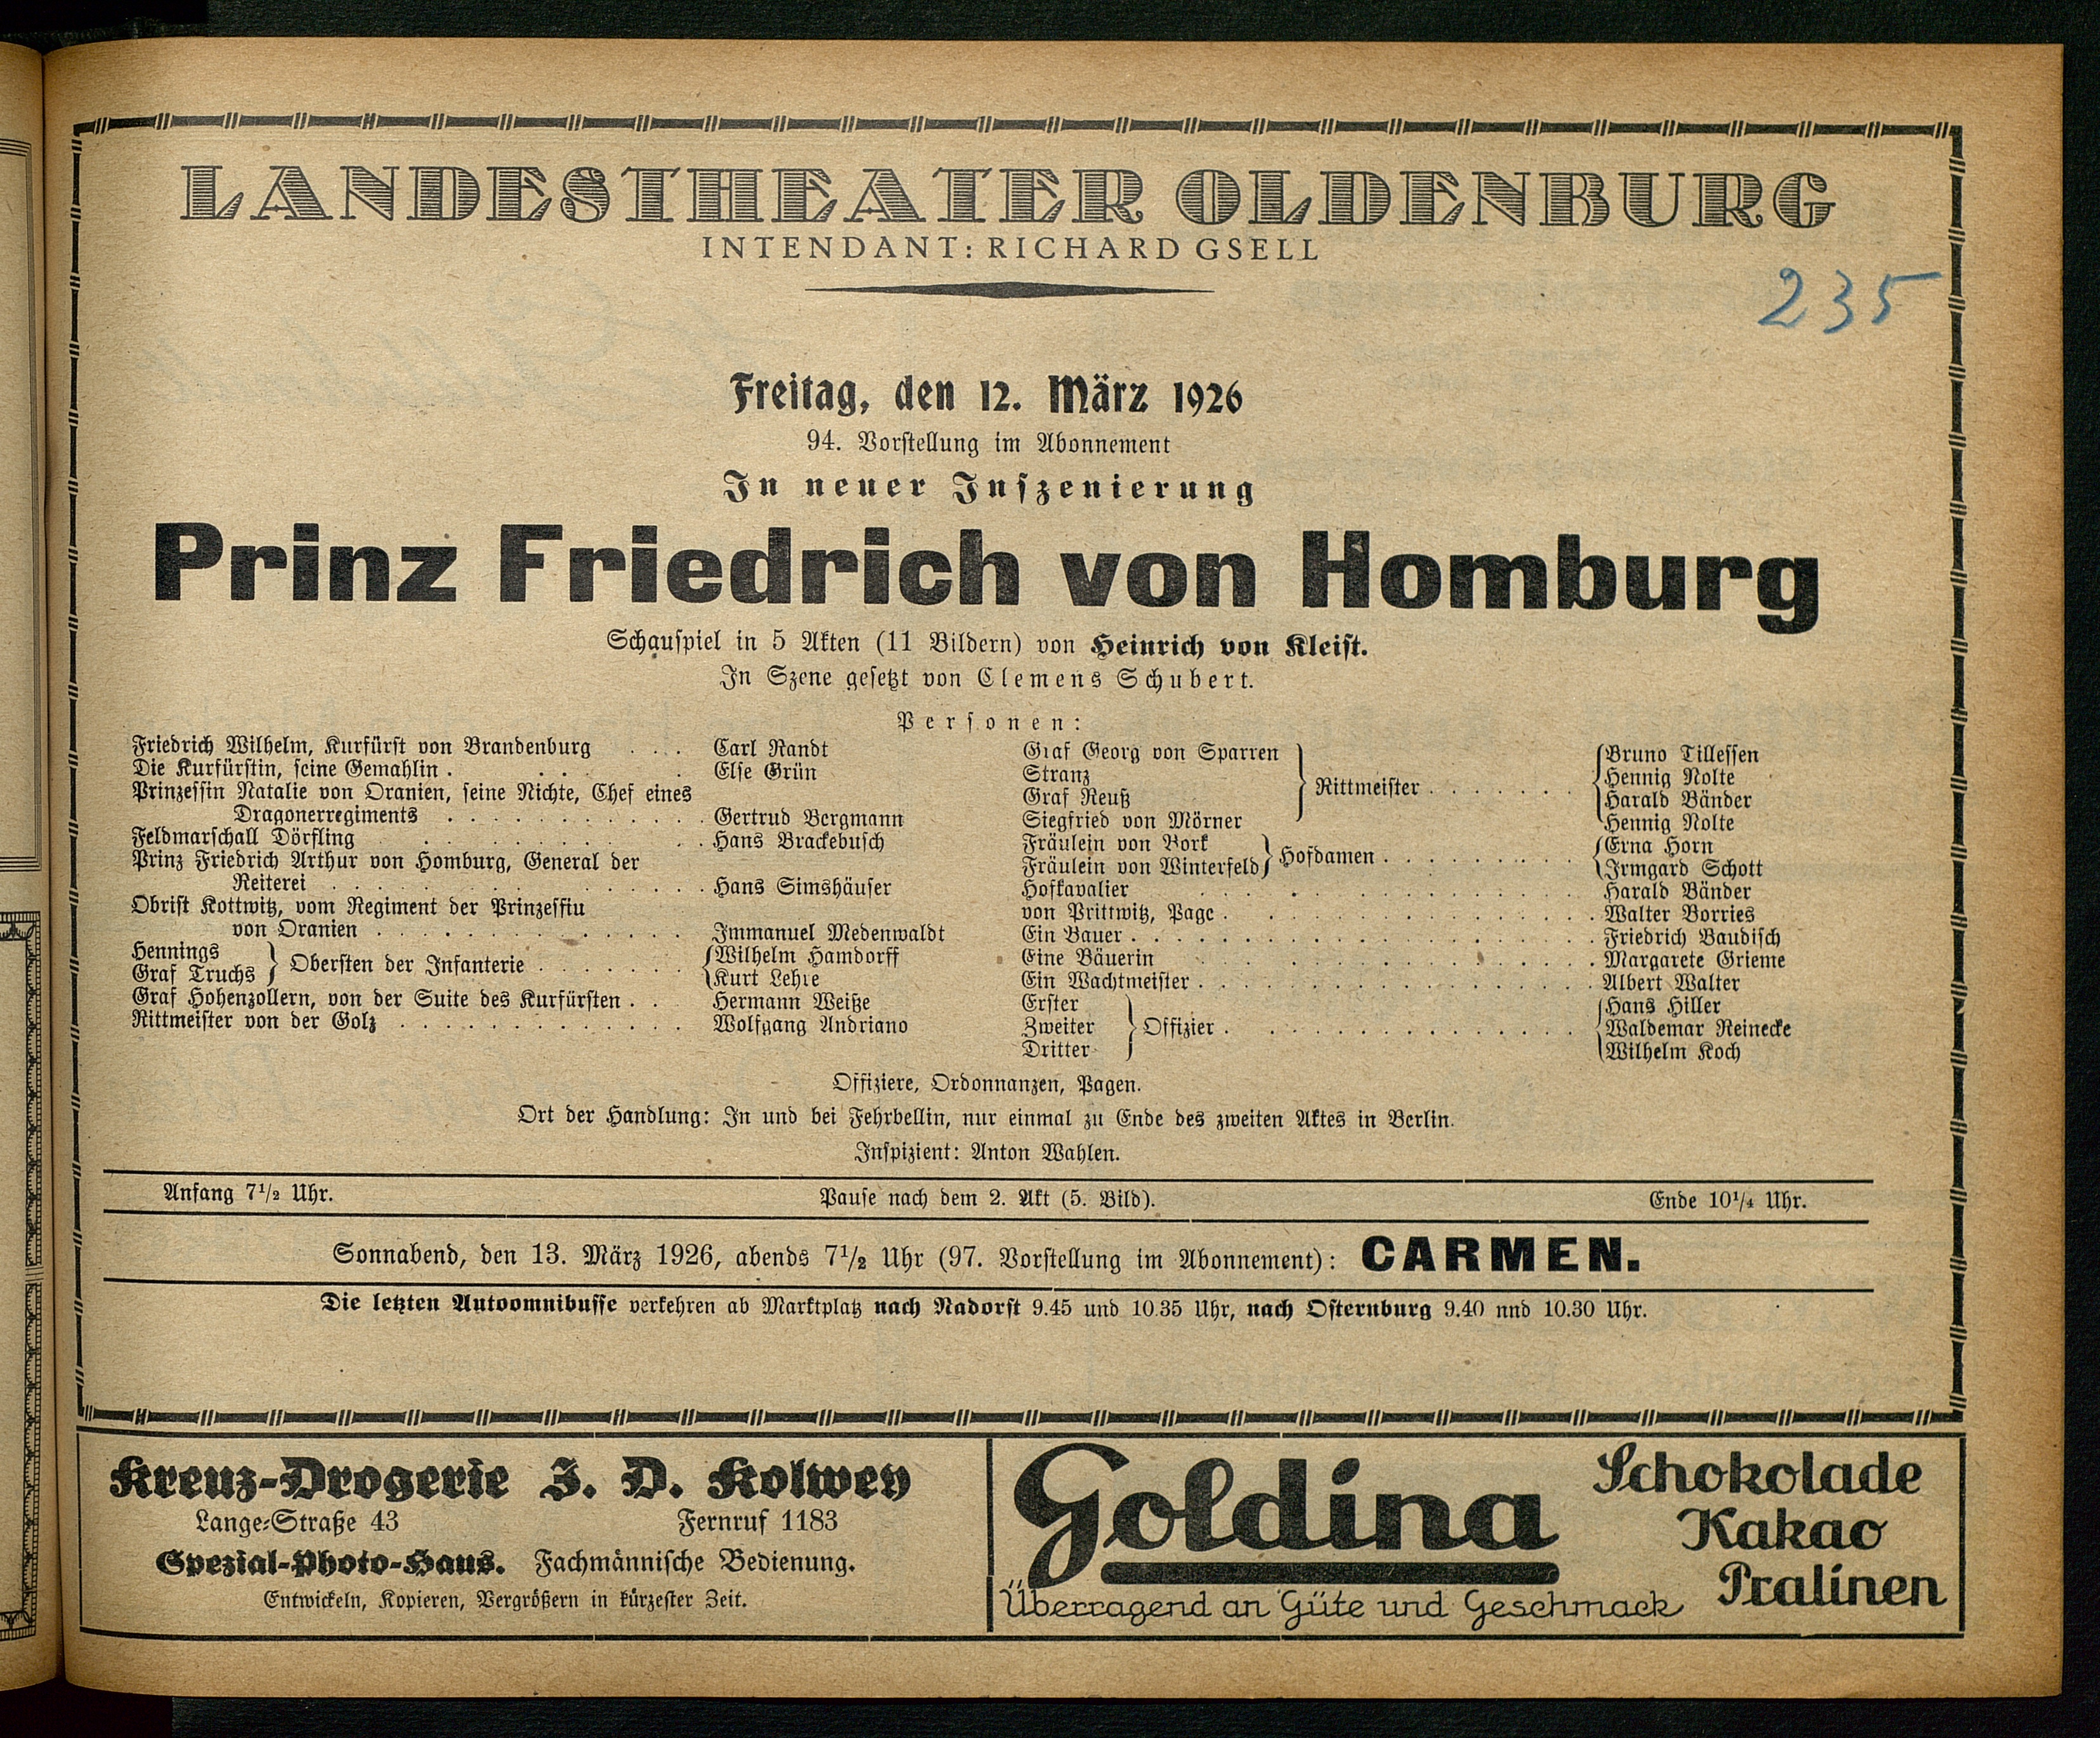 LANDESTHEATER OLDENBURG
INTENDANT: RICHARD GSELL
235
Freitag, den 12. März 1926
94. Vorstellung im Abonnement
In neuer Inszenierung
Prinz Friedrich von Homburg
Schauspiel in 5 Akten (11 Bildern) von Heinrich von Kleist.
In Szene gesetzt von Clemens Schubert.
Personen:
Friedrich Wilhelm, Kurfürst von Brandenburg . . . Carl Randt
Die Kurfürstin, seine Gemahlin . . . . Else Grün
Prinzessin Natalie von Oranien, seine Nichte, Chef eines
Dragonerregiments . . . . . . . . . . . . Gertrud Bergmann
Feldmarschall Dörfling . . . . . . . . . . Hans Brackebusch
Prinz Friedrich Arthur von Homburg, General der
Reiterei . . . . . . . . . . . . . . . . Hans Simshäuser
Obrist Kottwitz, vom Regiment der Prinzessiu
von Oranien . . . . . . . . . . . . . Immanuel Medenwaldt
Hennings
Graf Truchs } Obersten der Infanterie . . . . . . . { Wilhelm Hamdorff
Kurt Lehre
Graf Hohenzollern, von der Suite des Kurfürsten . . Hermann Weiße
Rittmeister von der Golz . . . . . . . . . . . . . Wolfgang Andriano
Graf Georg von Sparren
Stranz
Graf Reuß
Siegfried von Mörner
} Rittmeister . . . . . . . {
Bruno Tillessen
Hennig Nolte
Harald Bänder
Hennig Nolte
Fräulein von Bork
Fräulein von Winterfeld
} Hofdamen . . . . . . . . . . {
Erna Horn
Irmgard Schott
Hofkavalier . . . . . . . . . . . . Harald Bänder
von Prittwitz, Page . . . . . . . . . . . . . . . . Walter Borries
Ein Bauer . . . . . . . . . . . . . . . . . . . . Friedrich Baudisch
Eine Bäuerin . . . . . . . . . . . . . . Margarete Grieme
Ein Wachtmeister . . . . . . . . . . . . . . . . . Albert Walter
Erster
Zweiter
Dritter
} Offizier . . . . . . . . . . . . . . {
Hans Hiller
Waldemar Reinecke
Wilhelm Koch
Offiziere, Ordonnanzen, Pagen.
Ort der Handlung: In und bei Fehrbellin, nur einmal zu Ende des zweiten Aktes in Berlin.
Inspizient: Anton Wahlen.
Anfang 7½ Uhr. Pause nach dem 2. Akt (5. Bild). Ende 10¼ Uhr.
Sonnabend, den 13. März 1926, abends 7½ Uhr (97. Vorstellung im Abonnement): CARMEN.
Die letzten Autoomnibusse verkehren ab Marktplatz nach Nadorst 9.45 und 10.35 Uhr, nach Osternburg 9.40 nnd 10.30 Uhr.
Kreuz-Drogerie J. D. Kolwey
Lange-Straße 43 Fernruf 1183
Spezial-Photo-Haus. Fachmännische Bedienung.
Entwickeln, Kopieren, Vergrößern in kürzester Zeit.
Goldina
Überragend an Güte und Geschmack
Schokolade
Kakao
Pralinen